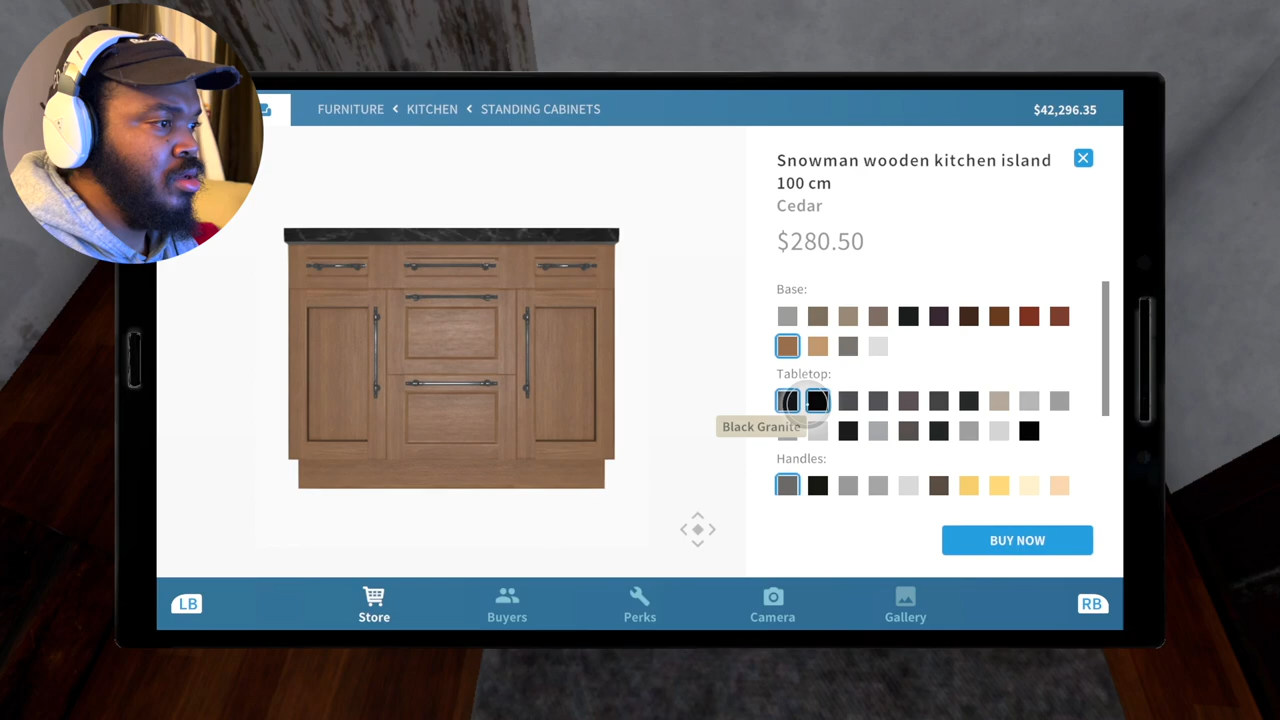 FURNITURE < KITCHEN < STANDING CABINETS
$42,296.35
Snowman wooden kitchen island
100 cm
Cedar
$280.50
Base:
Tabletop:
Black Granite
Handles:
BUY NOW
LB
Store
Buyers
Perks
Camera
Gallery
RB